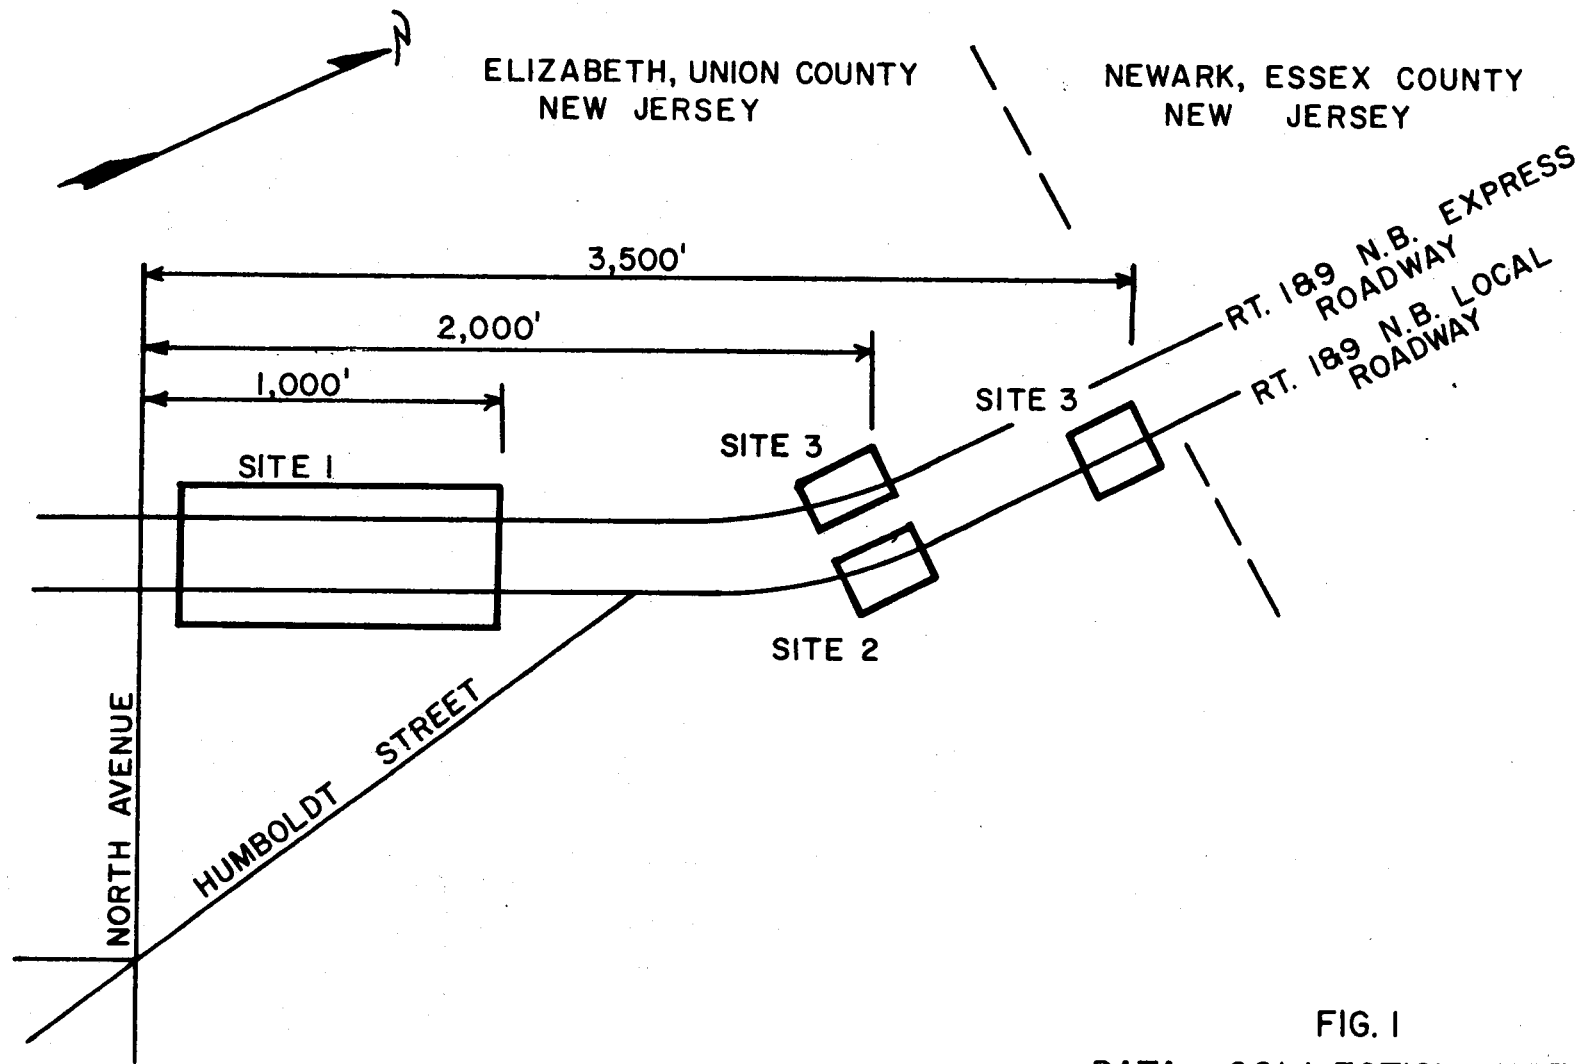 N
ELIZABETH, UNION COUNTY
NEW JERSEY
NEWARK, ESSEX COUNTY
NEW JERSEY
3,500'
2,000'
1,000'
RT. 1&9 N.B. EXPRESS
ROADWAY
RT. 1&9 N.B. LOCAL
ROADWAY
SITE 3
SITE 3
SITE 1
SITE 2
NORTH AVENUE
HUMBOLDT STREET
FIG. 1